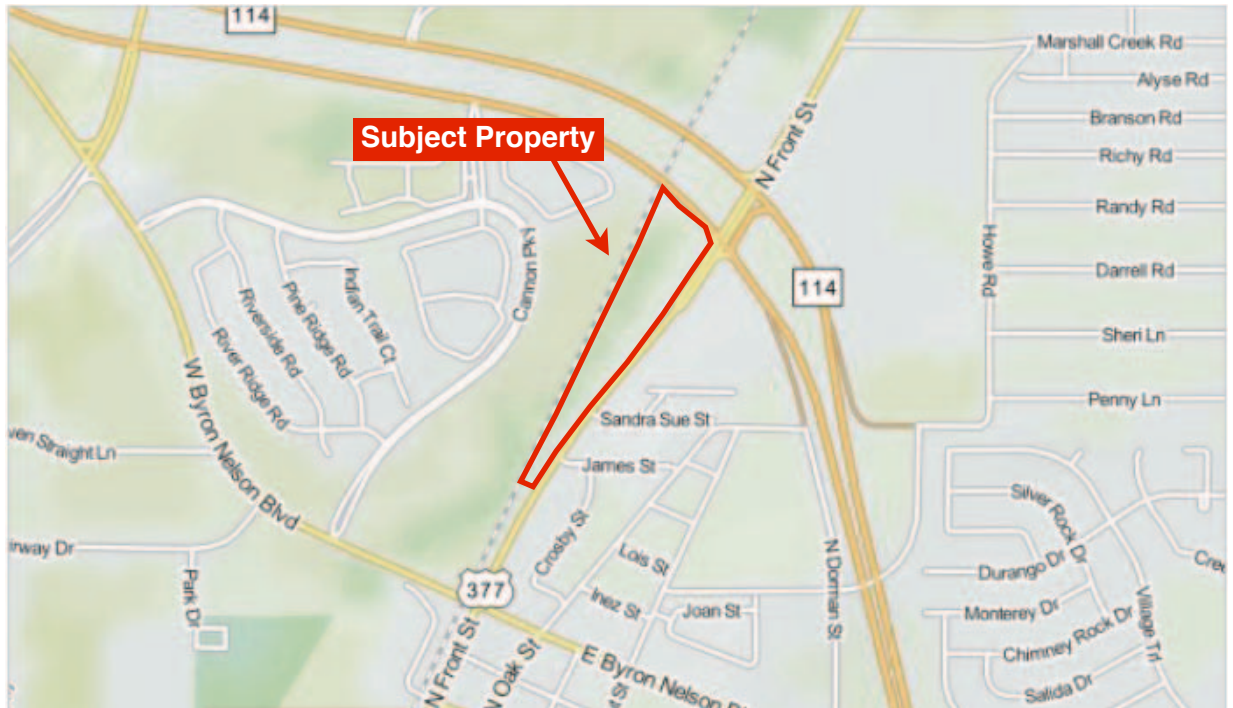 114
Marshall Creek Rd
Alyse Rd
Branson Rd
Subject Property
N Front St
Richy Rd
Randy Rd
Howe Rd
Cannon Pkwy
Indian Trail Ct
Darrell Rd
114
Pine Ridge Rd
Riverside Rd
River Ridge Rd
Sheri Ln
W Byron Nelson Blvd
Penny Ln
Sandra Sue St
ven Straight Ln
James St
Silver Rock Dr
Crosby St
N Dorman St
rway Dr
Lois St
Durango Dr
Cree
Park Dr
377
Inez St
Joan St
Monterey Dr
Village Trl
Chimney Rock Dr
N Front St
N Oak St
E Byron Nelson B
t St
Salida Dr